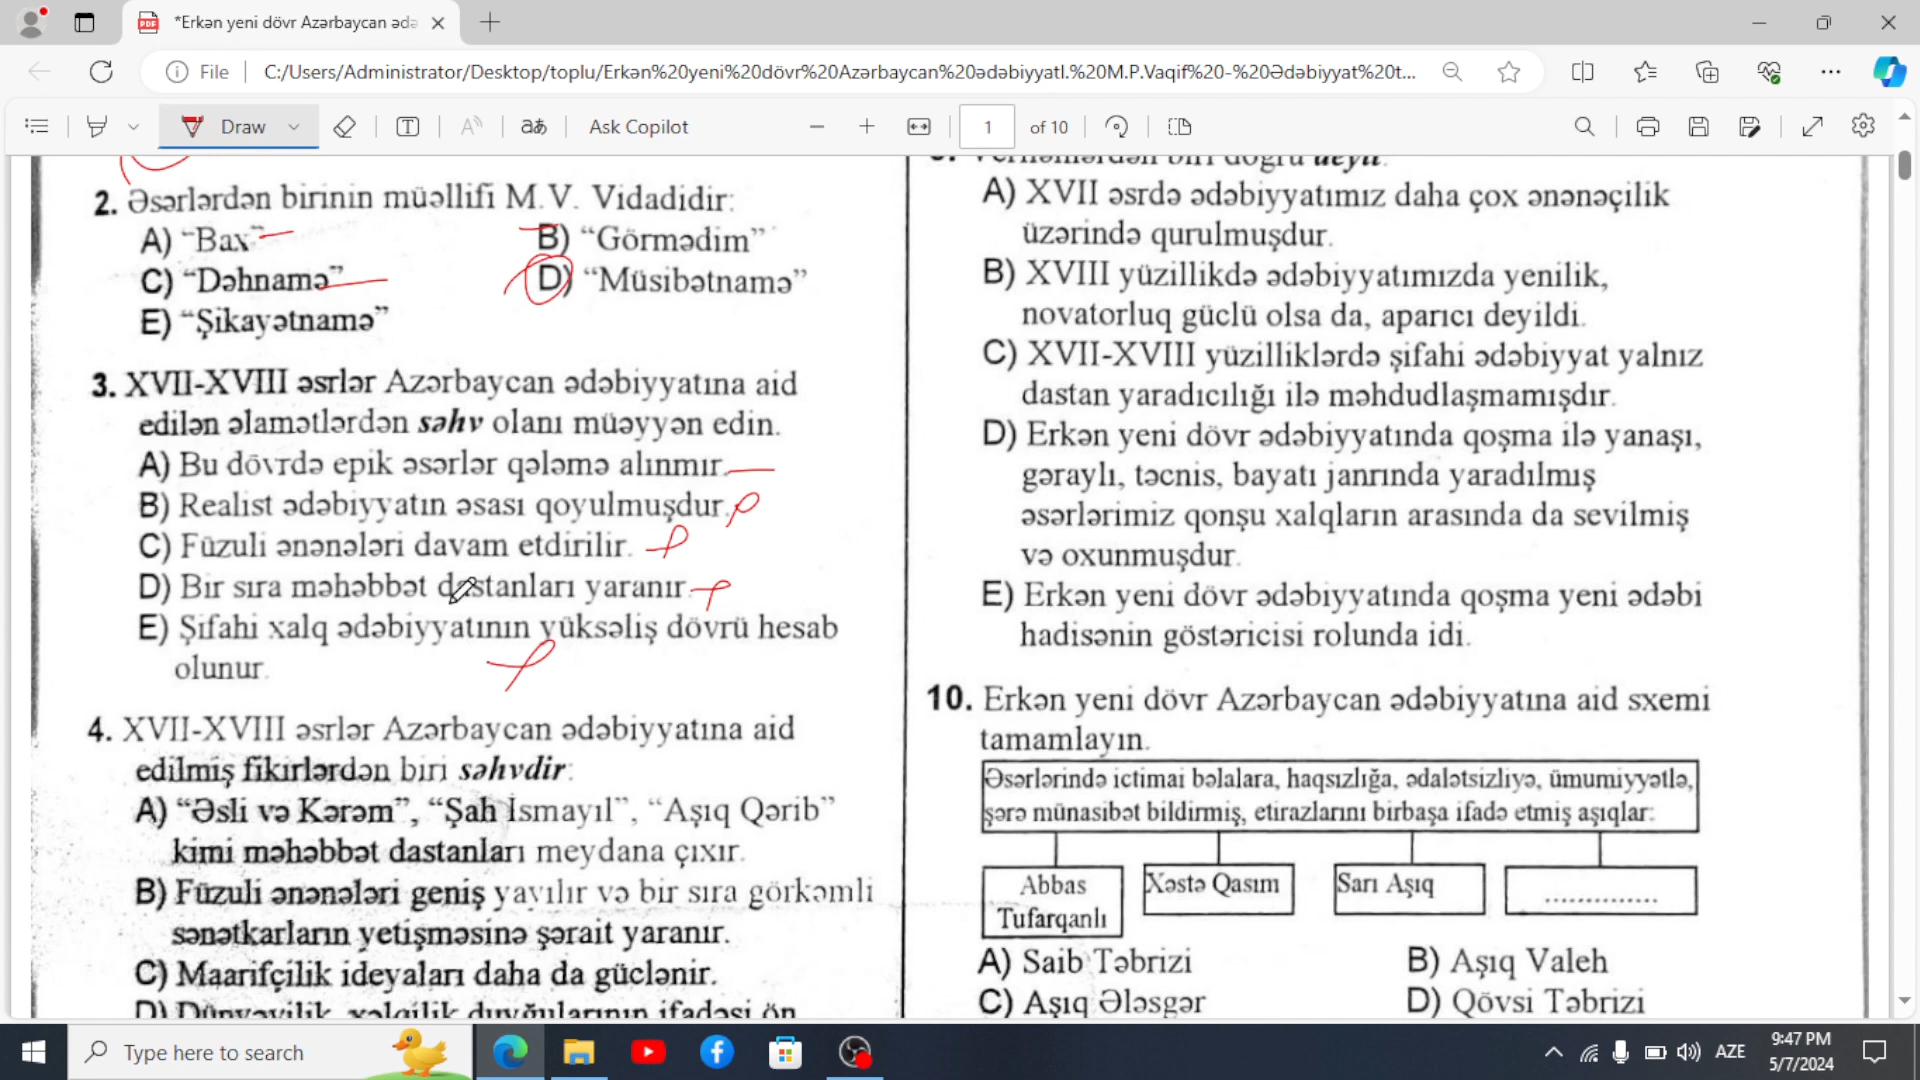 *Erkən yeni dövr Azərbaycan ədə
File
C:/Users/Administrator/Desktop/toplu/Erkən%20yeni%20dövr%20Azərbaycan%20ədəbiyyatI.%20M.P.Vaqif%20-%20Ədəbiyyat%20t...
Draw
Ask Copilot
1 of 10
2. Əsərlərdən birinin müəllifi M.V. Vidadidir:
A) “Bax” B) “Görmədim”
C) “Dəhnamə” D) “Müsibətnamə”
E) “Şikayətnamə”
3. XVII-XVIII əsrlər Azərbaycan ədəbiyyatına aid
edilən əlamətlərdən səhv olanı müəyyən edin.
A) Bu dövrdə epik əsərlər qələmə alınmır.
B) Realist ədəbiyyatın əsası qoyulmuşdur.
C) Füzuli ənənələri davam etdirilir.
D) Bir sıra məhəbbət dastanları yaranır.
E) Şifahi xalq ədəbiyyatının yüksəliş dövrü hesab
olunur.
4. XVII-XVIII əsrlər Azərbaycan ədəbiyyatına aid
edilmiş fikirlərdən biri səhvdir:
A) “Əsli və Kərəm”, “Şah İsmayıl”, “Aşıq Qərib”
kimi məhəbbət dastanları meydana çıxır.
B) Füzuli ənənələri geniş yayılır və bir sıra görkəmli
sənətkarların yetişməsinə şərait yaranır.
C) Maarifçilik ideyaları daha da güclənir.
D) Dünyəvilik, xəlqilik duyğularının ifadəsi ön
doğru deyil.
A) XVII əsrdə ədəbiyyatımız daha çox ənənəçilik
üzərində qurulmuşdur.
B) XVIII yüzillikdə ədəbiyyatımızda yenilik,
novatorluq güclü olsa da, aparıcı deyildi.
C) XVII-XVIII yüzilliklərdə şifahi ədəbiyyat yalnız
dastan yaradıcılığı ilə məhdudlaşmamışdır.
D) Erkən yeni dövr ədəbiyyatında qoşma ilə yanaşı,
gəraylı, təcnis, bayatı janrında yaradılmış
əsərlərimiz qonşu xalqların arasında da sevilmiş
və oxunmuşdur.
E) Erkən yeni dövr ədəbiyyatında qoşma yeni ədəbi
hadisənin göstəricisi rolunda idi.
10. Erkən yeni dövr Azərbaycan ədəbiyyatına aid sxemi
tamamlayın.
Əsərlərində ictimai bəlalara, haqsızlığa, ədalətsizliyə, ümumiyyətlə,
şərə münasibət bildirmiş, etirazlarını birbaşa ifadə etmiş aşıqlar:
Abbas
Tufarqanlı
Xəstə Qasım
Sarı Aşıq
..............
A) Saib Təbrizi B) Aşıq Valeh
C) Aşıq Ələsgər D) Qövsi Təbrizi
Type here to search
AZE
9:47 PM
5/7/2024